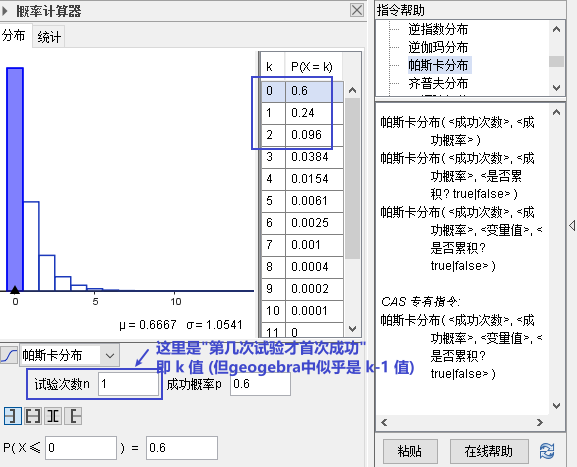 概率计算器
分布 统计
k P(X = k)
0 0.6
1 0.24
2 0.096
3 0.0384
4 0.0154
5 0.0061
6 0.0025
7 0.001
8 0.0004
9 0.0002
10 0.0001
11 0
0 5 10
μ = 0.6667 σ = 1.0541
帕斯卡分布
这里是"第几次试验才首次成功"
即 k 值 (但geogebra中似乎是 k-1 值)
试验次数n 1 成功概率p 0.6
P( X ≤ 0 ) = 0.6
指令帮助
逆指数分布
逆伽玛分布
帕斯卡分布
齐普夫分布
帕斯卡分布( <成功次数>, <成
功概率> )
帕斯卡分布( <成功次数>, <成
功概率>, <是否累
积? true|false> )
帕斯卡分布( <成功次数>, <成
功概率>, <变量值>, <
是否累积?
true|false> )
CAS 专有指令:
帕斯卡分布( <成功次数>, <成
功概率>, <变量值>, <
是否累积?
true|false> )
粘贴 在线帮助